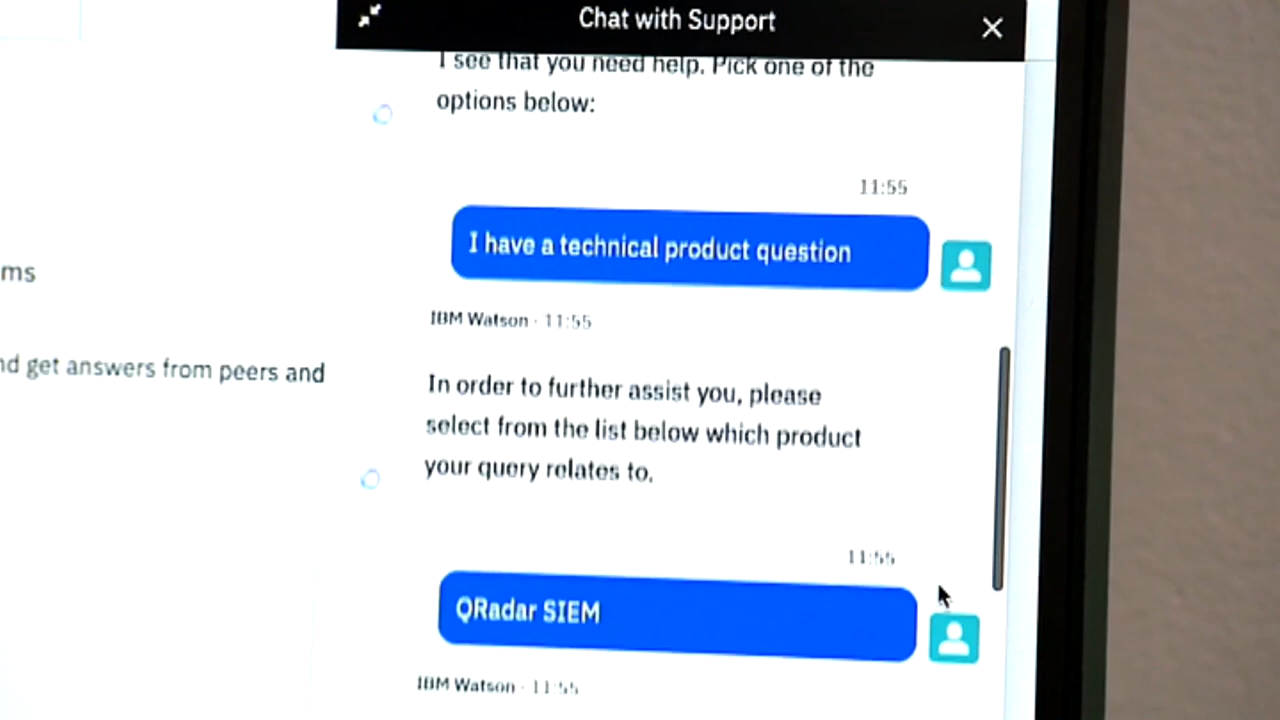 Chat with Support
I see that you need help. Pick one of the
options below:
11:55
I have a technical product question
IBM Watson · 11:55
ms
nd get answers from peers and
In order to further assist you, please
select from the list below which product
your query relates to.
11:55
QRadar SIEM
IBM Watson · 11:55